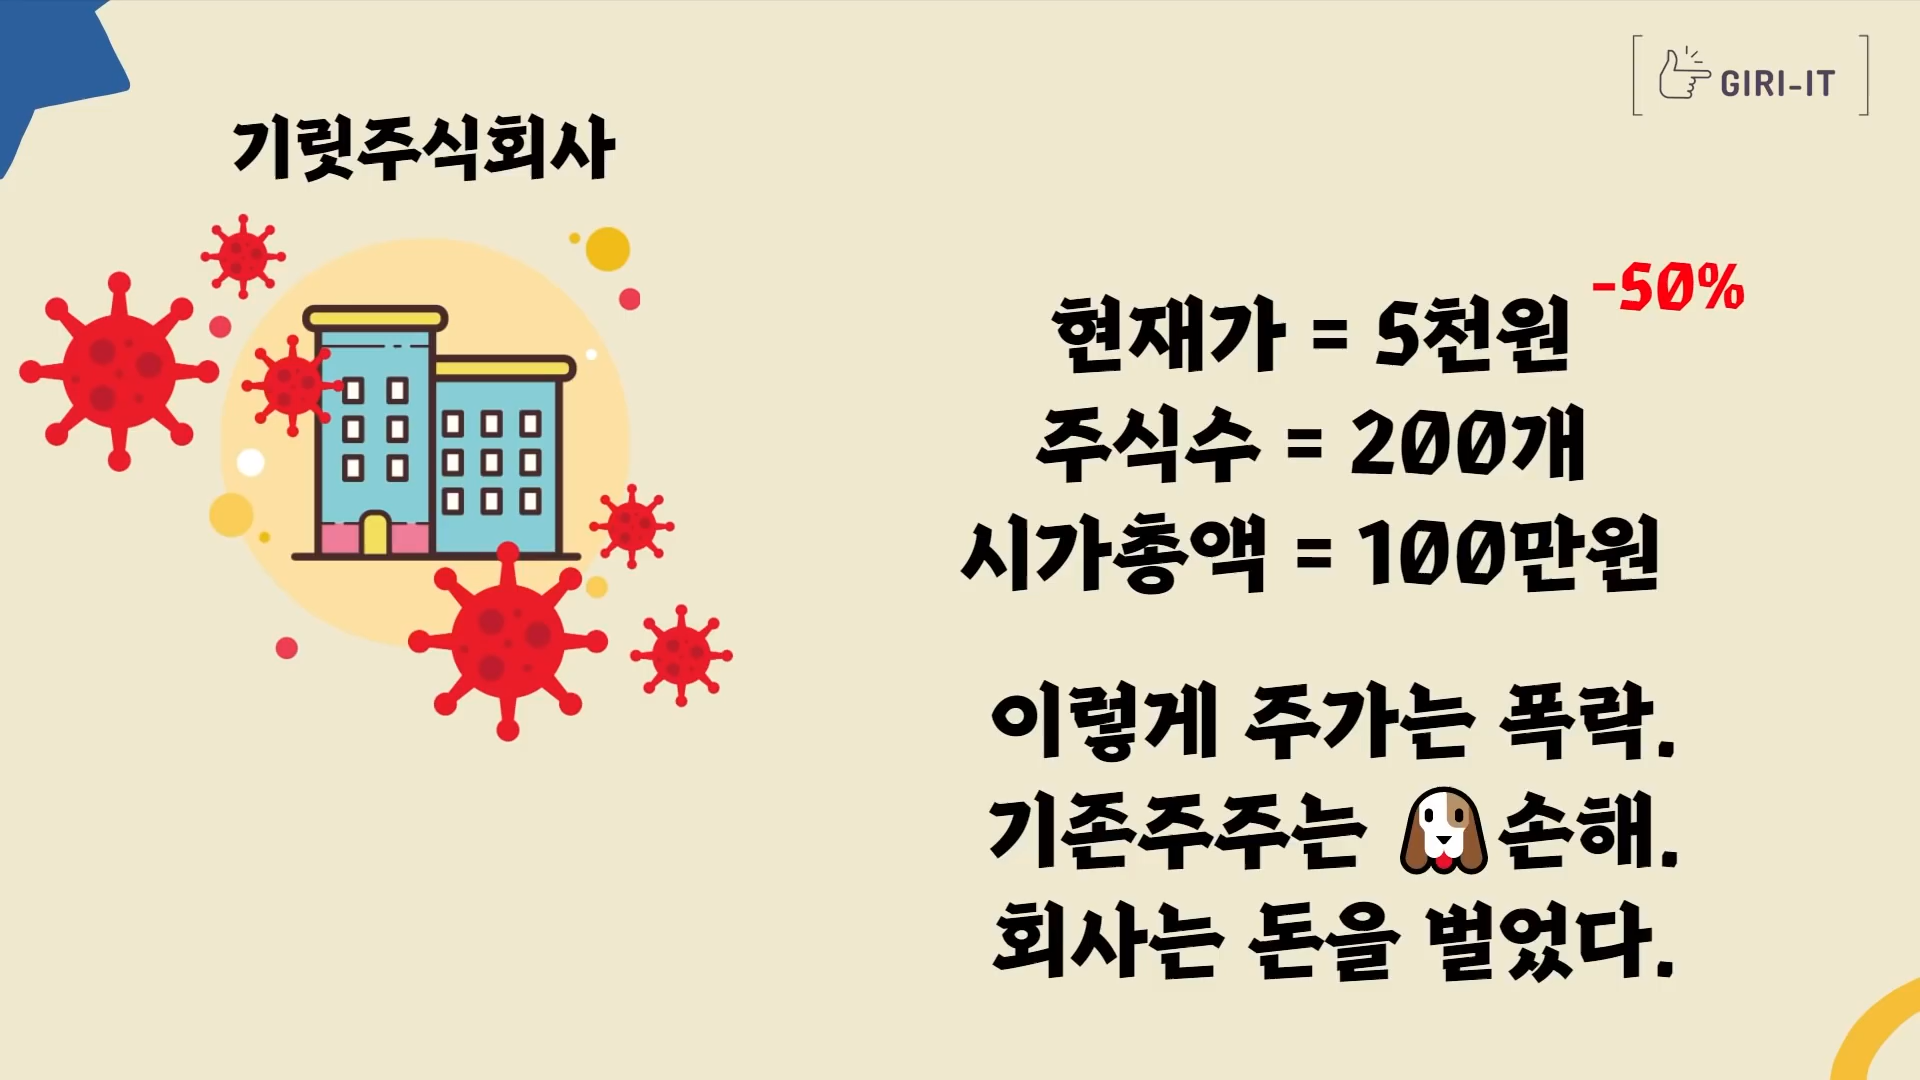 GIRI-IT
기릿주식회사
현재가 = 5천원 -50%
주식수 = 200개
시가총액 = 100만원
이렇게 주가는 폭락.
기존주주는 손해.
회사는 돈을 벌었다.